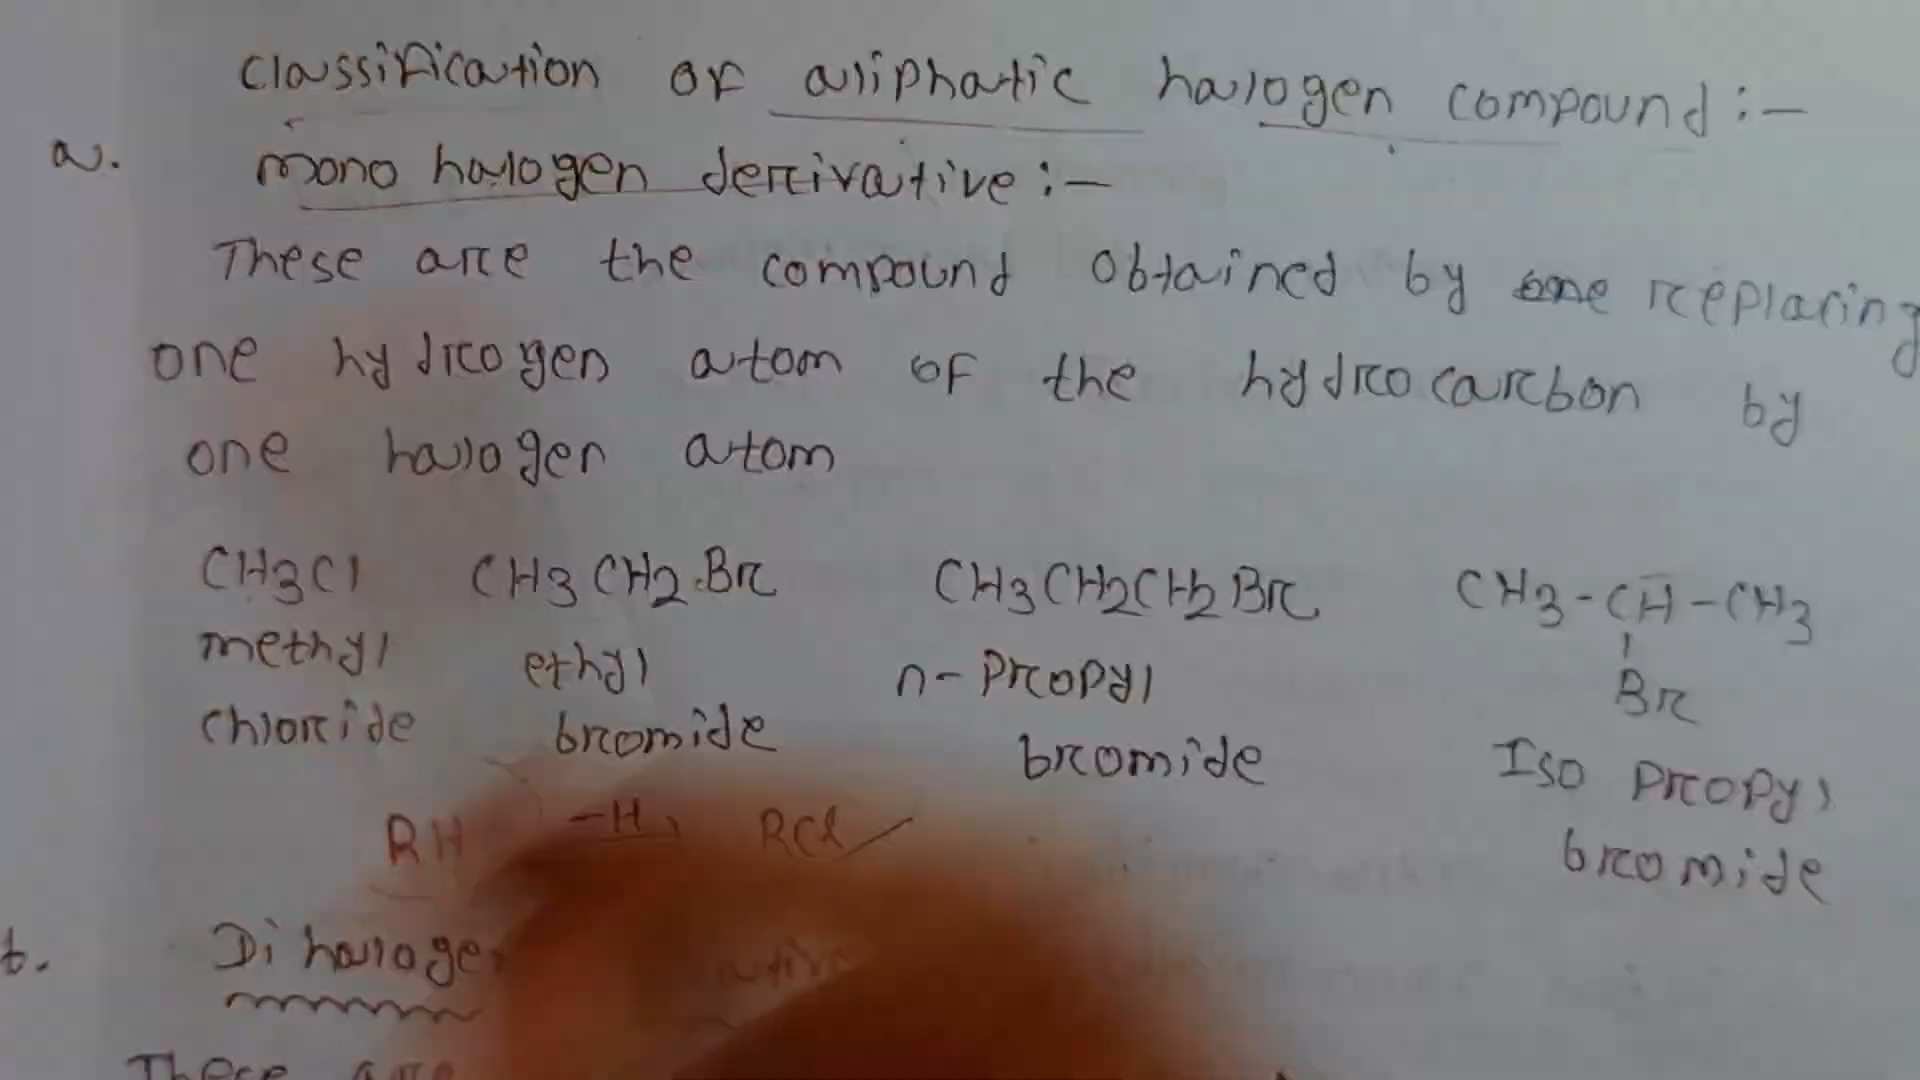 Classification of aliphatic halogen compound :-
a. mono halogen derivative :-
These are the compound obtained by replacing
one hydrogen atom of the hydrocarbon by
one halogen atom
CH3Cl CH3CH2Br CH3CH2CH2Br CH3-CH-CH3
Br
methyl ethyl n-propyl
chloride bromide bromide Iso propyl
bromide
RH -H RCl
b. Di haloge
These are